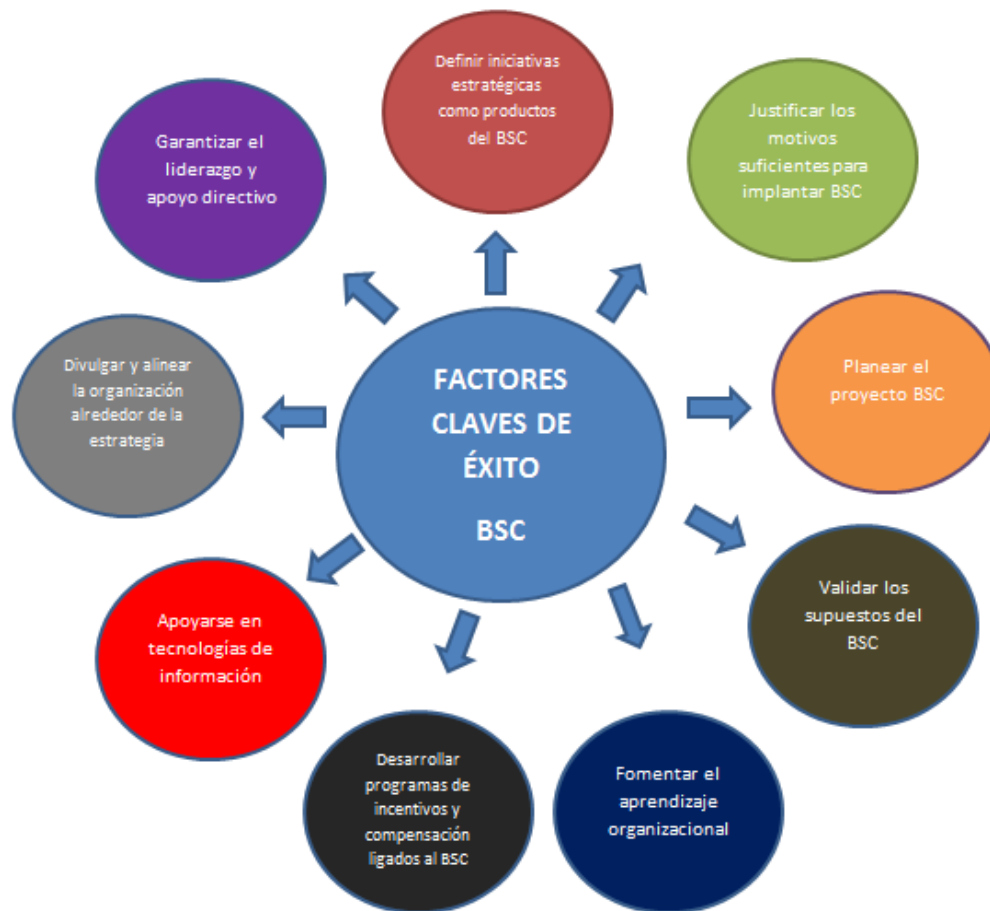 Definir iniciativas
estratégicas
como productos
del BSC
Justificar los
motivos
suficientes para
implantar BSC
Garantizar el
liderazgo y
apoyo directivo
FACTORES
CLAVES DE
ÉXITO
BSC
Planear el
proyecto BSC
Divulgar y alinear
la organización
alrededor de la
estrategia
Validar los
supuestos del
BSC
Apoyarse en
tecnologías de
información
Desarrollar
programas de
incentivos y
compensación
ligados al BSC
Fomentar el
aprendizaje
organizacional